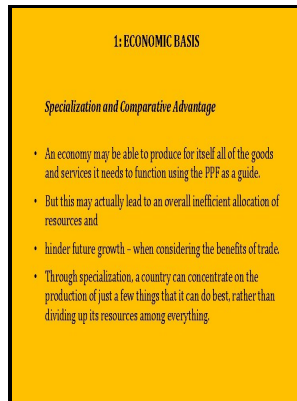 1: ECONOMIC BASIS
Specialization and Comparative Advantage
• An economy may be able to produce for itself all of the goods
and services it needs to function using the PPF as a guide.
• But this may actually lead to an overall inefficient allocation of
resources and
• hinder future growth – when considering the benefits of trade.
• Through specialization, a country can concentrate on the
production of just a few things that it can do best, rather than
dividing up its resources among everything.